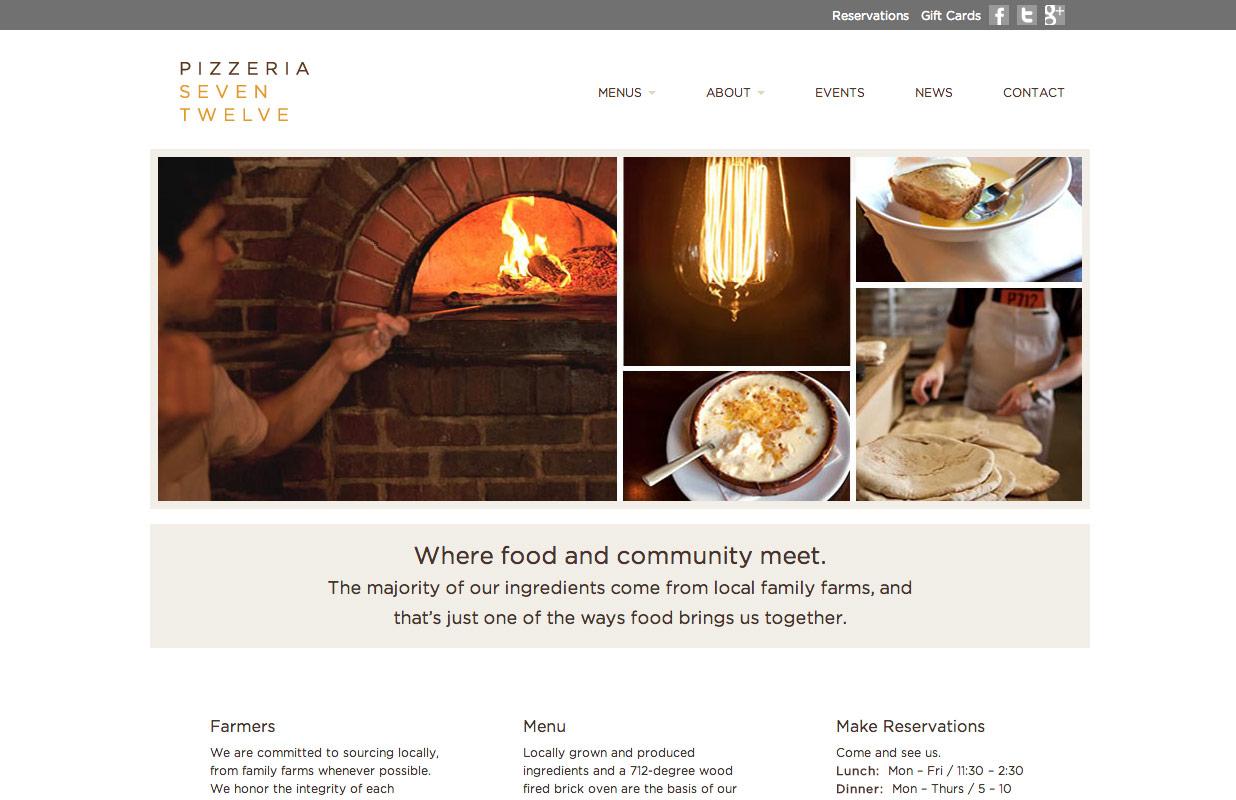 Reservations Gift Cards f t g+
PIZZERIA
SEVEN
TWELVE
MENUS ABOUT EVENTS NEWS CONTACT
P712
Where food and community meet.
The majority of our ingredients come from local family farms, and
that’s just one of the ways food brings us together.
Farmers
We are committed to sourcing locally,
from family farms whenever possible.
We honor the integrity of each
Menu
Locally grown and produced
ingredients and a 712-degree wood
fired brick oven are the basis of our
Make Reservations
Come and see us.
Lunch: Mon – Fri / 11:30 – 2:30
Dinner: Mon – Thurs / 5 – 10